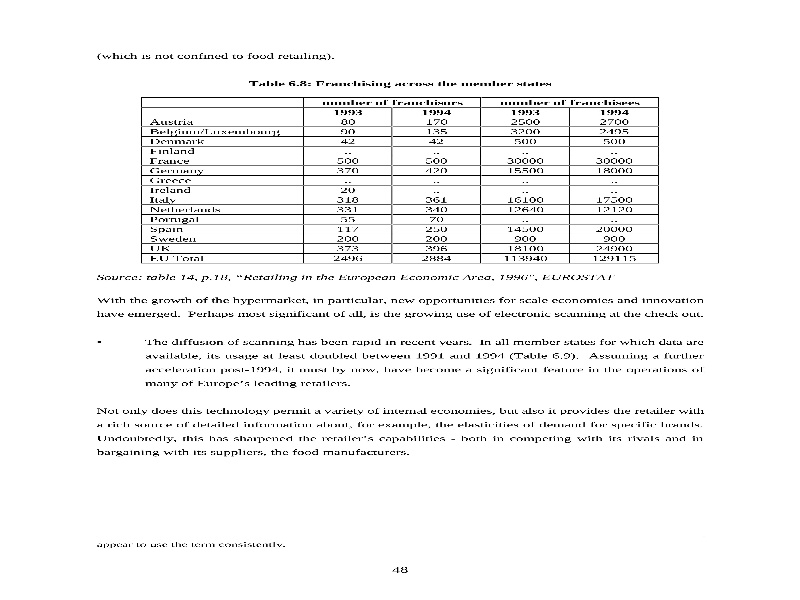 (which is not confined to food retailing).
Table 6.8: Franchising across the member states
number of franchisors number of franchisees
1993 1994 1993 1994
Austria 80 170 2500 2700
Belgium/Luxembourg 90 135 3200 2495
Denmark 42 42 500 500
Finland .. .. .. ..
France 500 500 30000 30000
Germany 370 420 15500 18000
Greece .. .. .. ..
Ireland 20 .. .. ..
Italy 318 361 16100 17500
Netherlands 331 340 12640 12120
Portugal 55 70 .. ..
Spain 117 250 14500 20000
Sweden 200 200 900 900
UK 373 396 18100 24900
EU Total 2496 2884 113940 129115
Source: table 14, p.18, “Retailing in the European Economic Area, 1996”, EUROSTAT
With the growth of the hypermarket, in particular, new opportunities for scale economies and innovation
have emerged. Perhaps most significant of all, is the growing use of electronic scanning at the check out.
• The diffusion of scanning has been rapid in recent years. In all member states for which data are
available, its usage at least doubled between 1991 and 1994 (Table 6.9). Assuming a further
acceleration post-1994, it must by now, have become a significant feature in the operations of
many of Europe’s leading retailers.
Not only does this technology permit a variety of internal economies, but also it provides the retailer with
a rich source of detailed information about, for example, the elasticities of demand for specific brands.
Undoubtedly, this has sharpened the retailer’s capabilities - both in competing with its rivals and in
bargaining with its suppliers, the food manufacturers.
appear to use the term consistently.
48